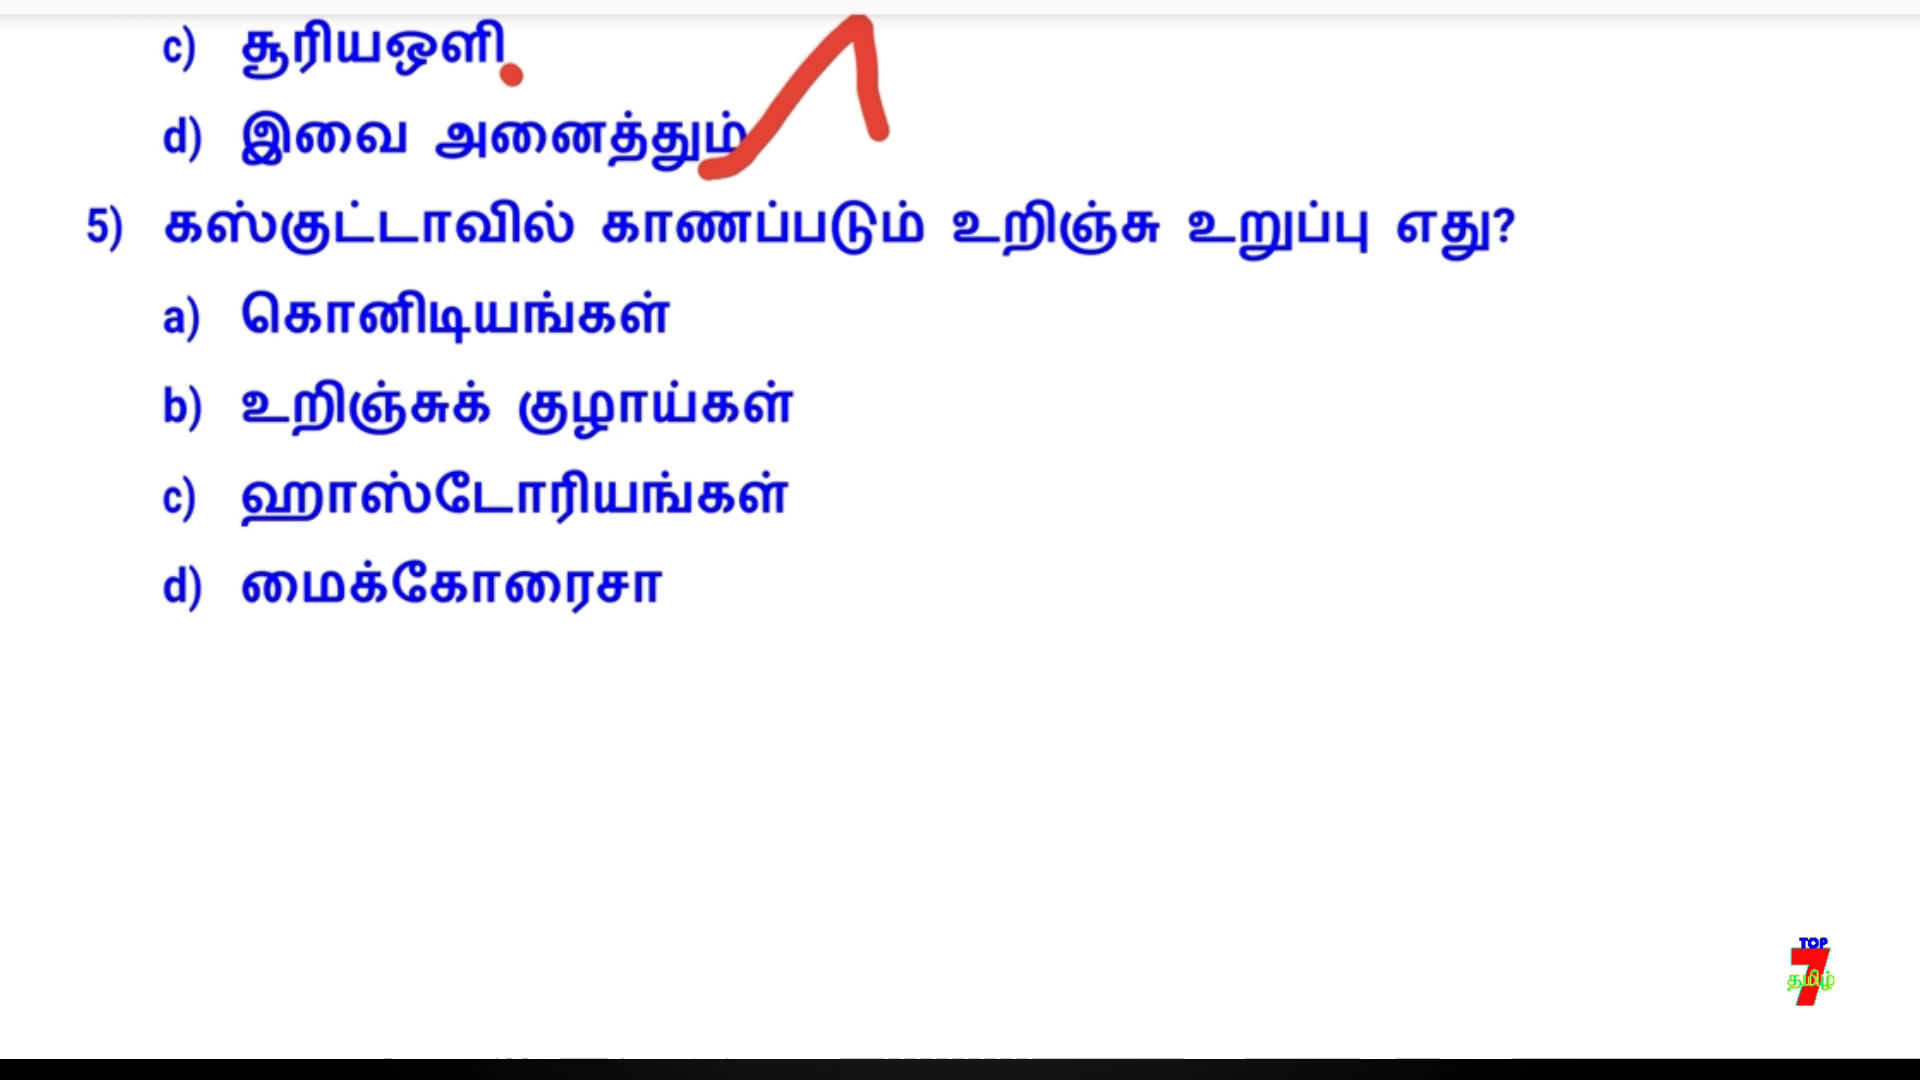 c) சூரியஒளி
d) இவை அனைத்தும்
5) கஸ்குட்டாவில் காணப்படும் உறிஞ்சு உறுப்பு எது?
a) கொனிடியங்கள்
b) உறிஞ்சுக் குழாய்கள்
c) ஹாஸ்டோரியங்கள்
d) மைக்கோரைசா
TOP
7
தமிழ்